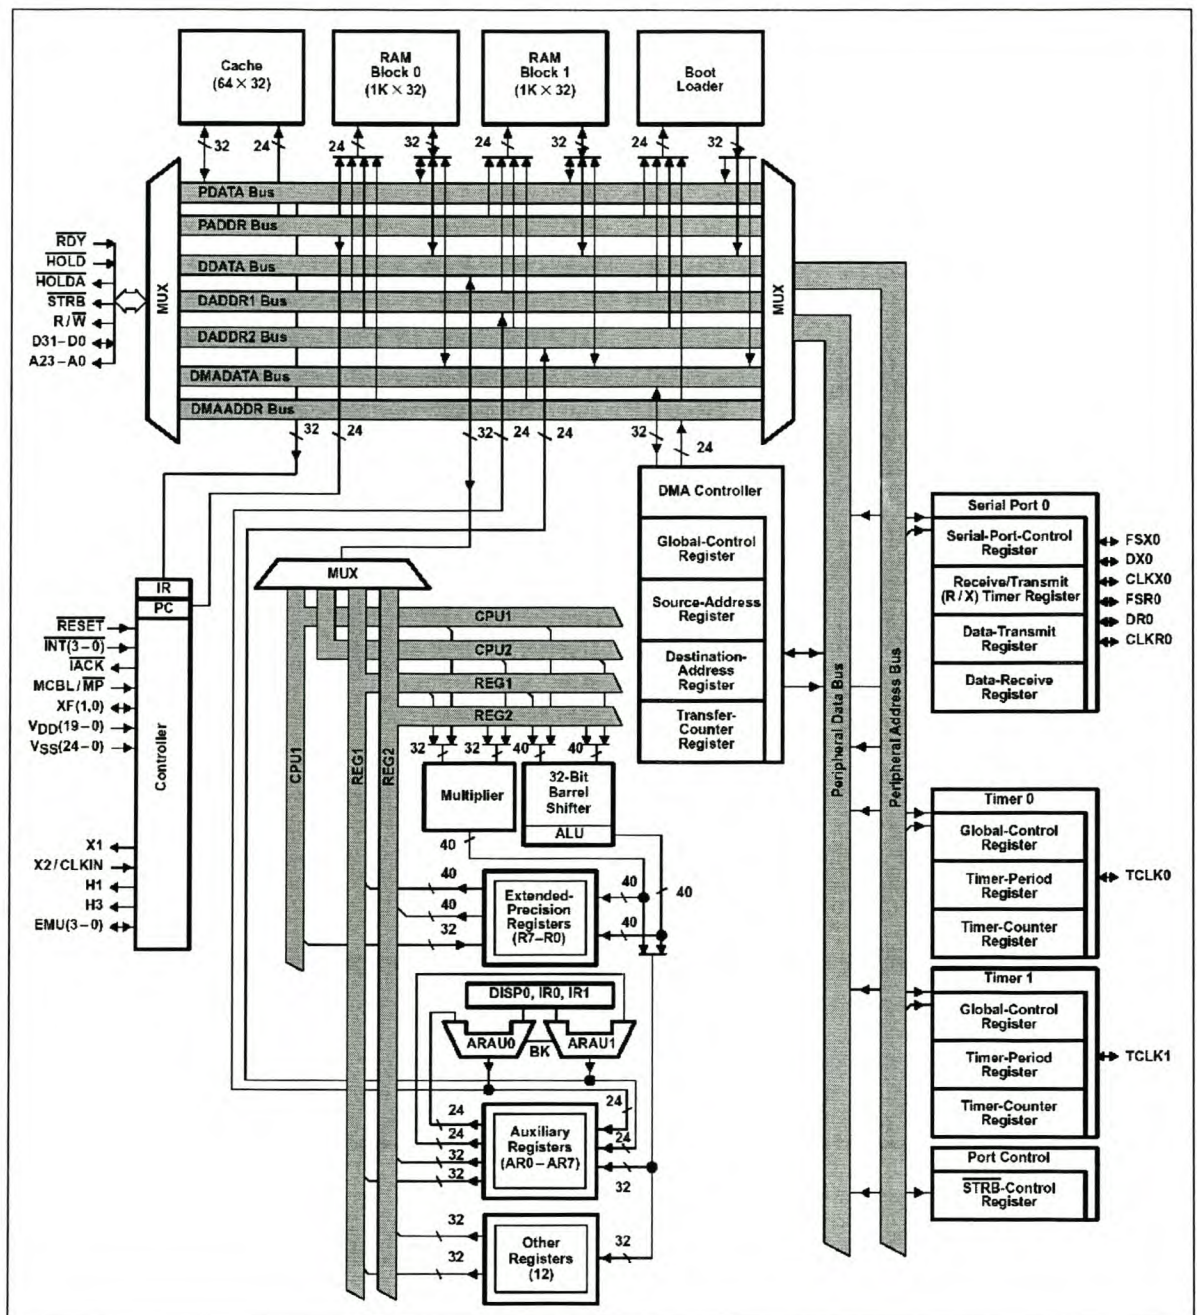 Cache
(64 × 32)
RAM
Block 0
(1K × 32)
RAM
Block 1
(1K × 32)
Boot
Loader
32
24
24
32
24
32
24
32
PDATA Bus
PADDR Bus
DDATA Bus
DADDR1 Bus
DADDR2 Bus
DMADATA Bus
DMAADDR Bus
MUX
MUX
RDY
HOLD
HOLDA
STRB
R/W
D31–D0
A23–A0
32
24
32
24
24
32
24
DMA Controller
Global-Control
Register
Source-Address
Register
Destination-
Address
Register
Transfer-
Counter
Register
Peripheral Data Bus
Peripheral Address Bus
Serial Port 0
Serial-Port-Control
Register
Receive/Transmit
(R/X) Timer Register
Data-Transmit
Register
Data-Receive
Register
FSX0
DX0
CLKX0
FSR0
DR0
CLKR0
IR
PC
Controller
RESET
INT(3–0)
IACK
MCBL/MP
XF(1,0)
VDD(19–0)
VSS(24–0)
X1
X2/CLKIN
H1
H3
EMU(3–0)
MUX
CPU1
CPU2
REG1
REG2
CPU1
REG1
REG2
32
32
40
40
Multiplier
32-Bit
Barrel
Shifter
ALU
40
40
40
40
32
Extended-
Precision
Registers
(R7–R0)
40
40
40
DISP0, IR0, IR1
ARAU0
BK
ARAU1
24
24
32
32
Auxiliary
Registers
(AR0–AR7)
24
24
32
32
32
Other
Registers
(12)
32
Timer 0
Global-Control
Register
Timer-Period
Register
Timer-Counter
Register
TCLK0
Timer 1
Global-Control
Register
Timer-Period
Register
Timer-Counter
Register
TCLK1
Port Control
STRB-Control
Register